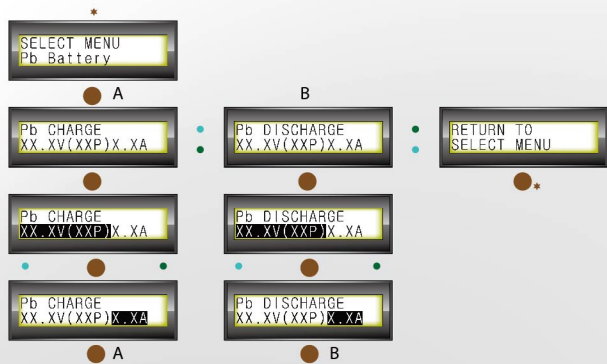 *
SELECT MENU
Pb Battery
A
B
Pb CHARGE
XX.XV(XXP)X.XA
Pb DISCHARGE
XX.XV(XXP)X.XA
RETURN TO
SELECT MENU
*
Pb CHARGE
XX.XV(XXP)X.XA
Pb DISCHARGE
XX.XV(XXP)X.XA
Pb CHARGE
XX.XV(XXP)X.XA
Pb DISCHARGE
XX.XV(XXP)X.XA
A
B